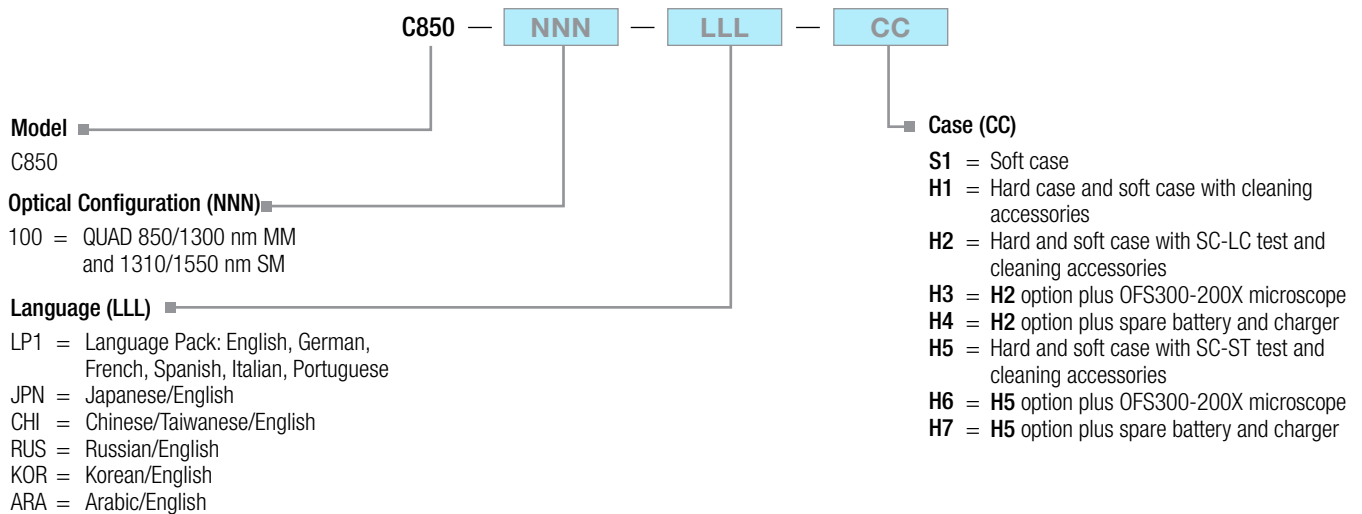 C850 — NNN — LLL — CC
Model
C850
Optical Configuration (NNN)
100 = QUAD 850/1300 nm MM
and 1310/1550 nm SM
Language (LLL)
LP1 = Language Pack: English, German,
French, Spanish, Italian, Portuguese
JPN = Japanese/English
CHI = Chinese/Taiwanese/English
RUS = Russian/English
KOR = Korean/English
ARA = Arabic/English
Case (CC)
S1 = Soft case
H1 = Hard case and soft case with cleaning
accessories
H2 = Hard and soft case with SC-LC test and
cleaning accessories
H3 = H2 option plus OFS300-200X microscope
H4 = H2 option plus spare battery and charger
H5 = Hard and soft case with SC-ST test and
cleaning accessories
H6 = H5 option plus OFS300-200X microscope
H7 = H5 option plus spare battery and charger